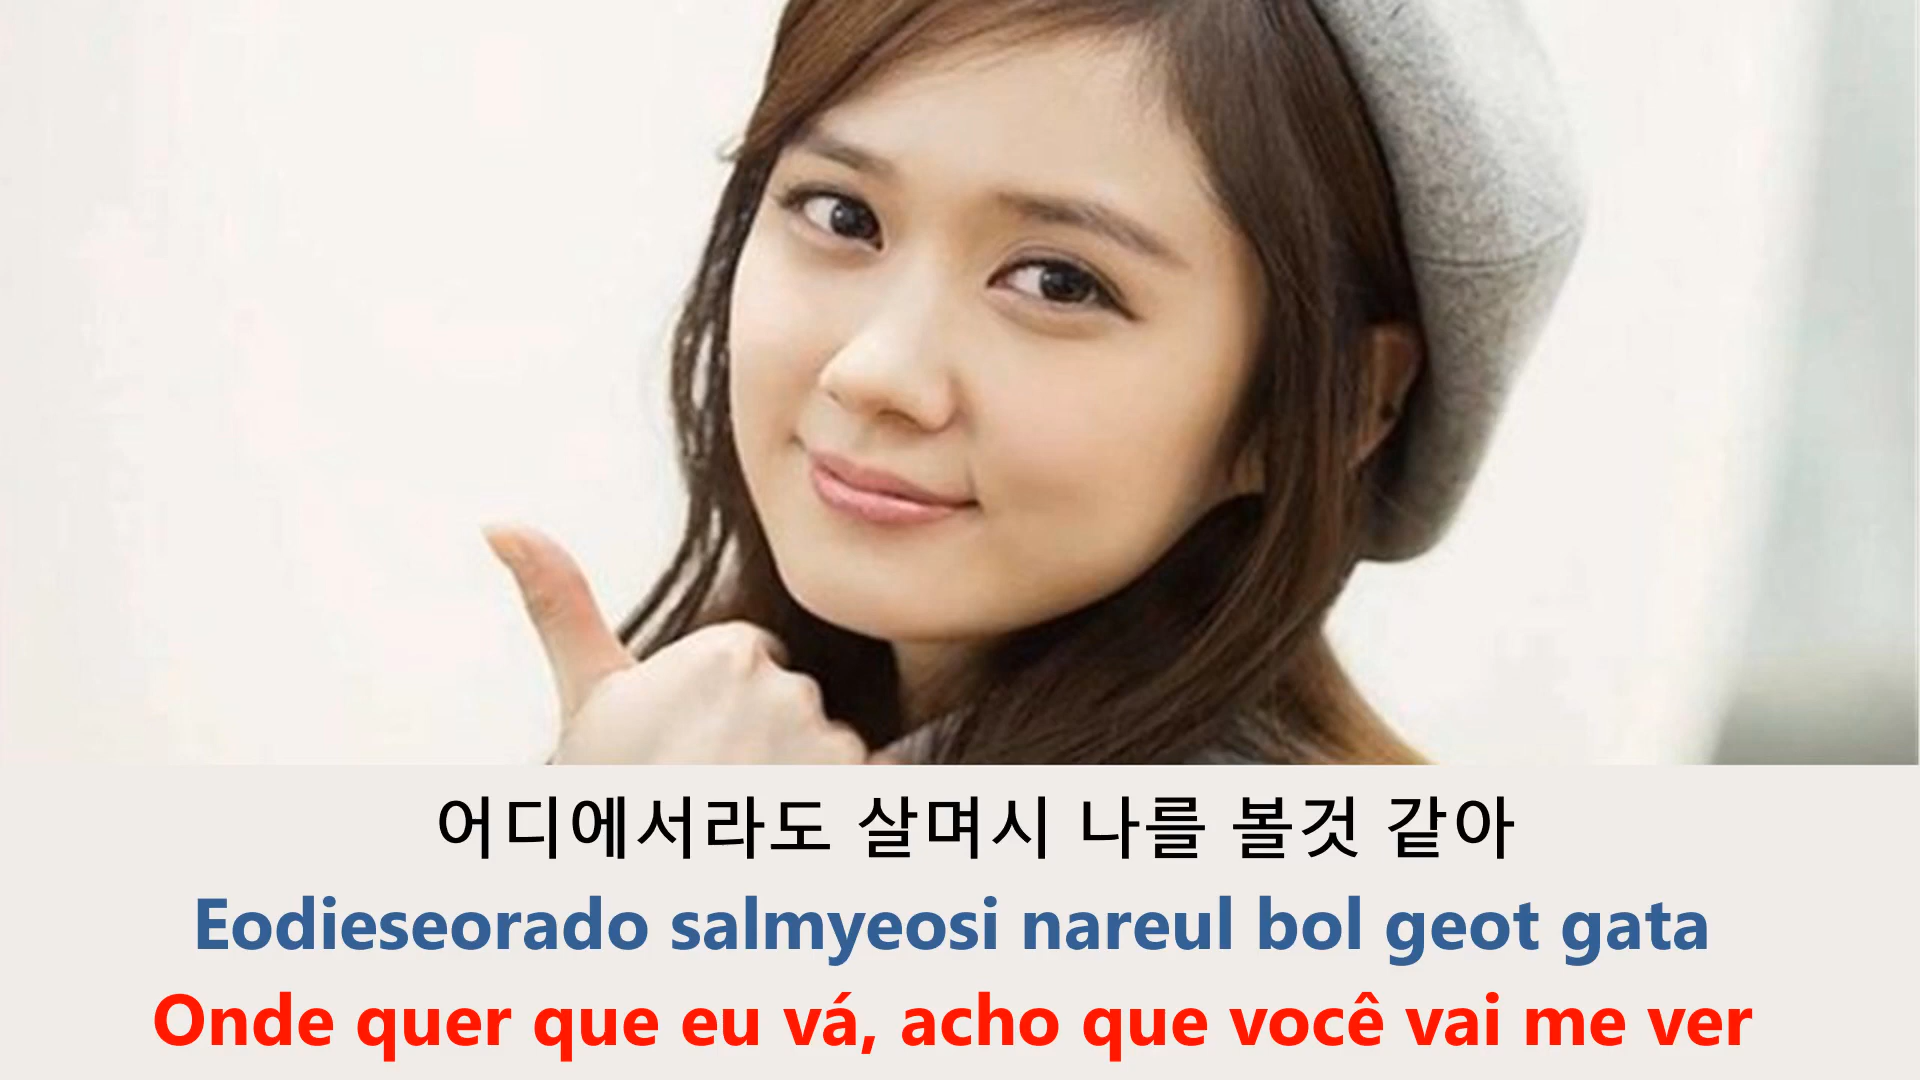 어디에서라도 살며시 나를 볼것 같아
Eodieseorado salmyeosi nareul bol geot gata
Onde quer que eu vá, acho que você vai me ver